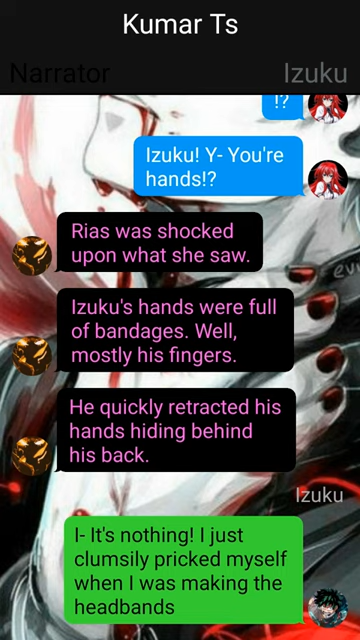 Kumar Ts
Narrator
Izuku
!?
Izuku! Y- You're
hands!?
Rias was shocked
upon what she saw.
Izuku's hands were full
of bandages. Well,
mostly his fingers.
He quickly retracted his
hands hiding behind
his back.
Izuku
I- It's nothing! I just
clumsily pricked myself
when I was making the
headbands